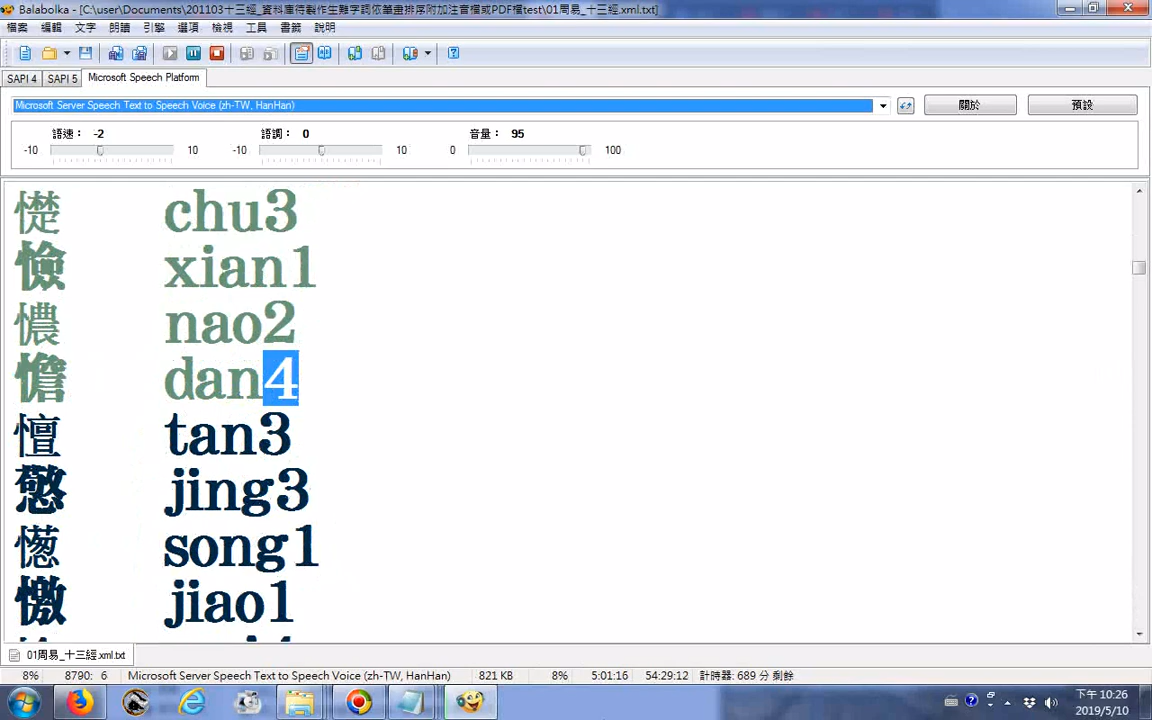 Balabolka - [C:\user\Documents\201103十三經_資料庫待製作生難字詞依筆畫排序附加注音欄或PDF檔test\01周易_十三經.xml.txt]
檔案 編輯 文字 朗讀 引擎 選項 檢視 工具 書籤 說明
SAPI 4 SAPI 5 Microsoft Speech Platform
Microsoft Server Speech Text to Speech Voice (zh-TW, HanHan) 關於 預設
語速： -2 語調： 0 音量： 95
-10 10 -10 10 0 100
憷 chu3
憸 xian1
憹 nao2
憺 dan4
憻 tan3
憼 jing3
憽 song1
憿 jiao1
01周易_十三經.xml.txt
8% 8790: 6 Microsoft Server Speech Text to Speech Voice (zh-TW, HanHan) 821 KB 8% 5:01:16 54:29:12 計時器: 689 分 剩餘
下午 10:26
2019/5/10